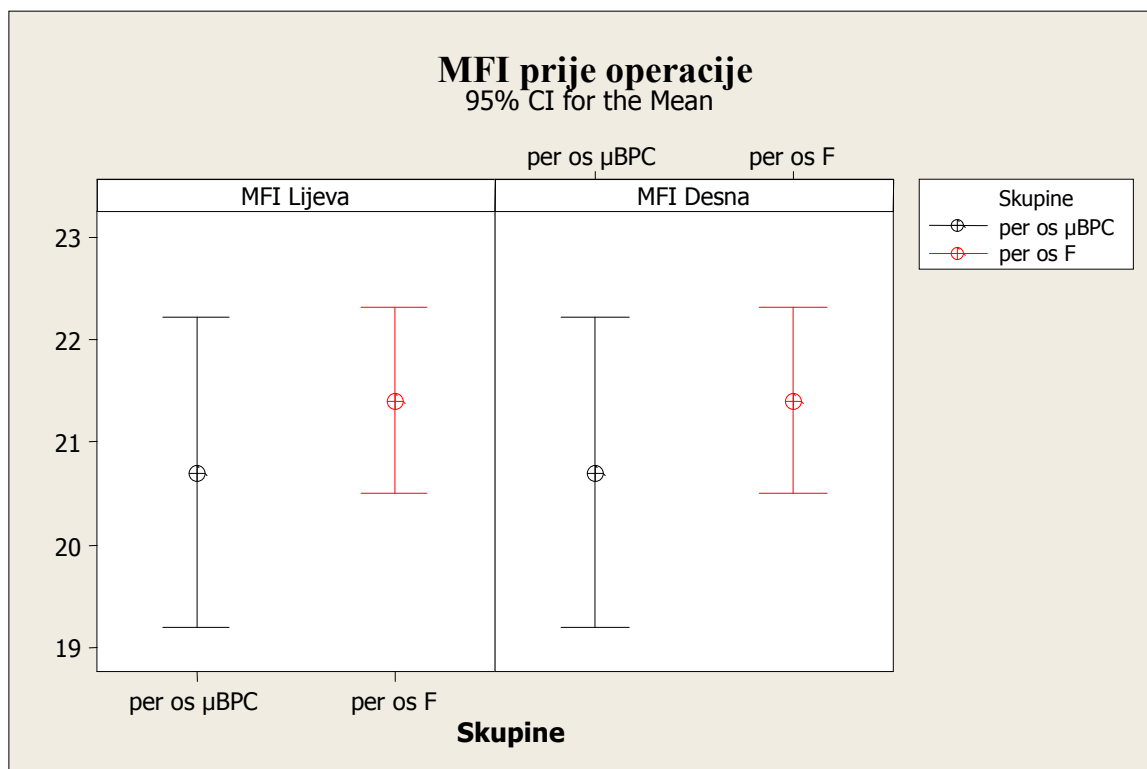 MFI prije operacije
95% CI for the Mean
per os µBPC per os F
MFI Lijeva MFI Desna
Skupine
per os µBPC
per os F
23
22
21
20
19
per os µBPC per os F
Skupine